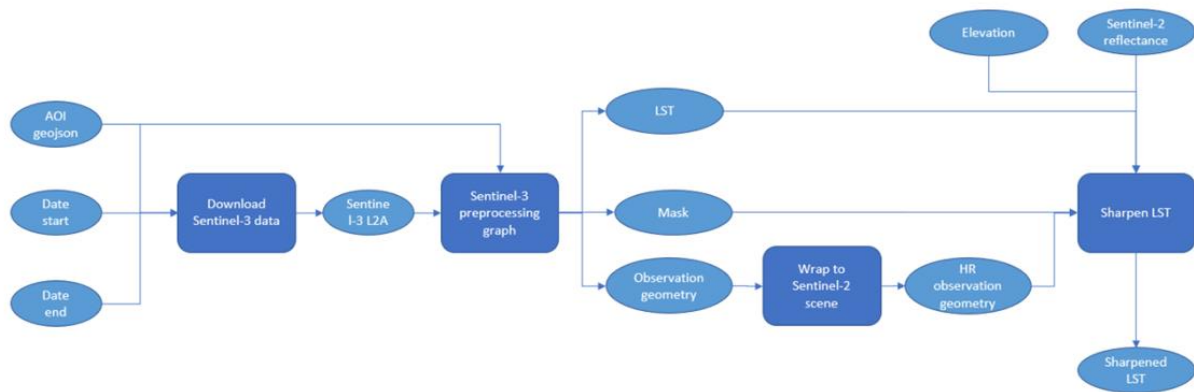 Elevation
Sentinel-2
reflectance
AOI
geojson
LST
Date
start
Download
Sentinel-3 data
Sentine
l-3 L2A
Sentinel-3
preprocessing
graph
Mask
Sharpen LST
Date
end
Observation
geometry
Wrap to
Sentinel-2
scene
HR
observation
geometry
Sharpened
LST